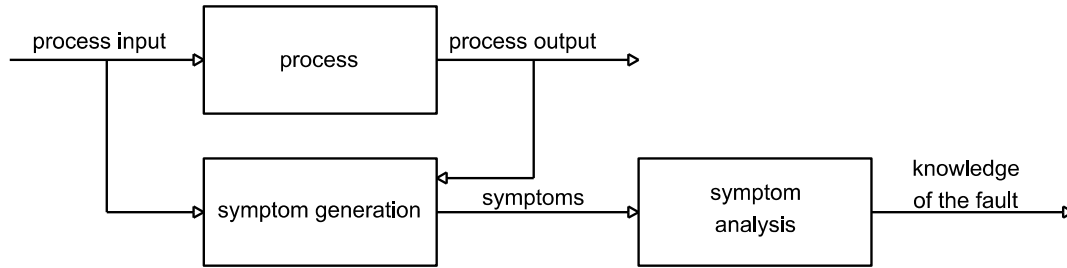 process input
process
process output
symptom generation
symptoms
symptom
analysis
knowledge
of the fault